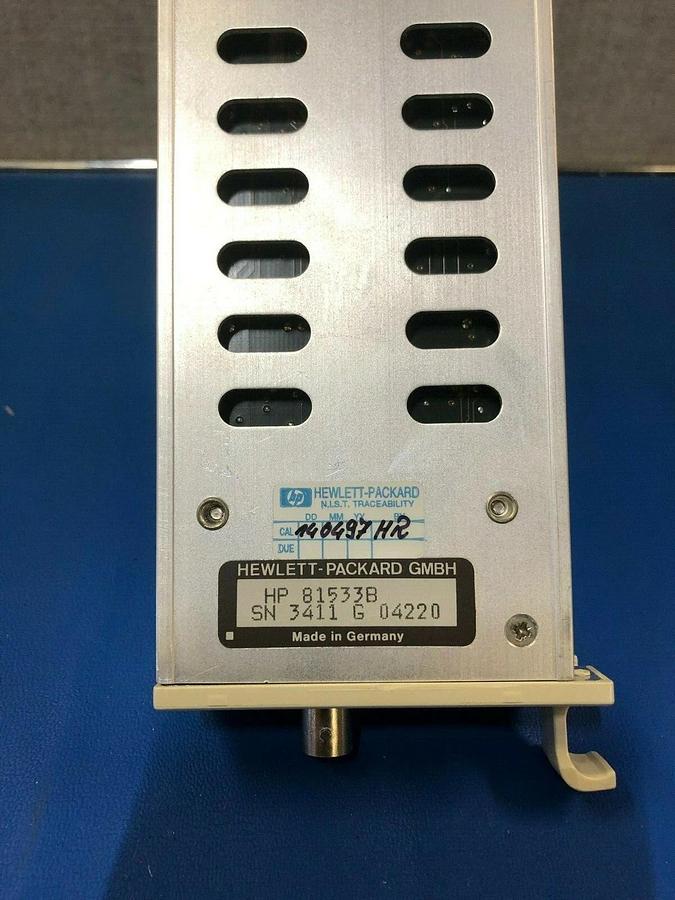 hp HEWLETT-PACKARD
N.I.S.T. TRACEABILITY
DD MM YY BY
CAL 140497 HR
DUE
HEWLETT-PACKARD GMBH
HP 81533B
SN 3411 G 04220
Made in Germany